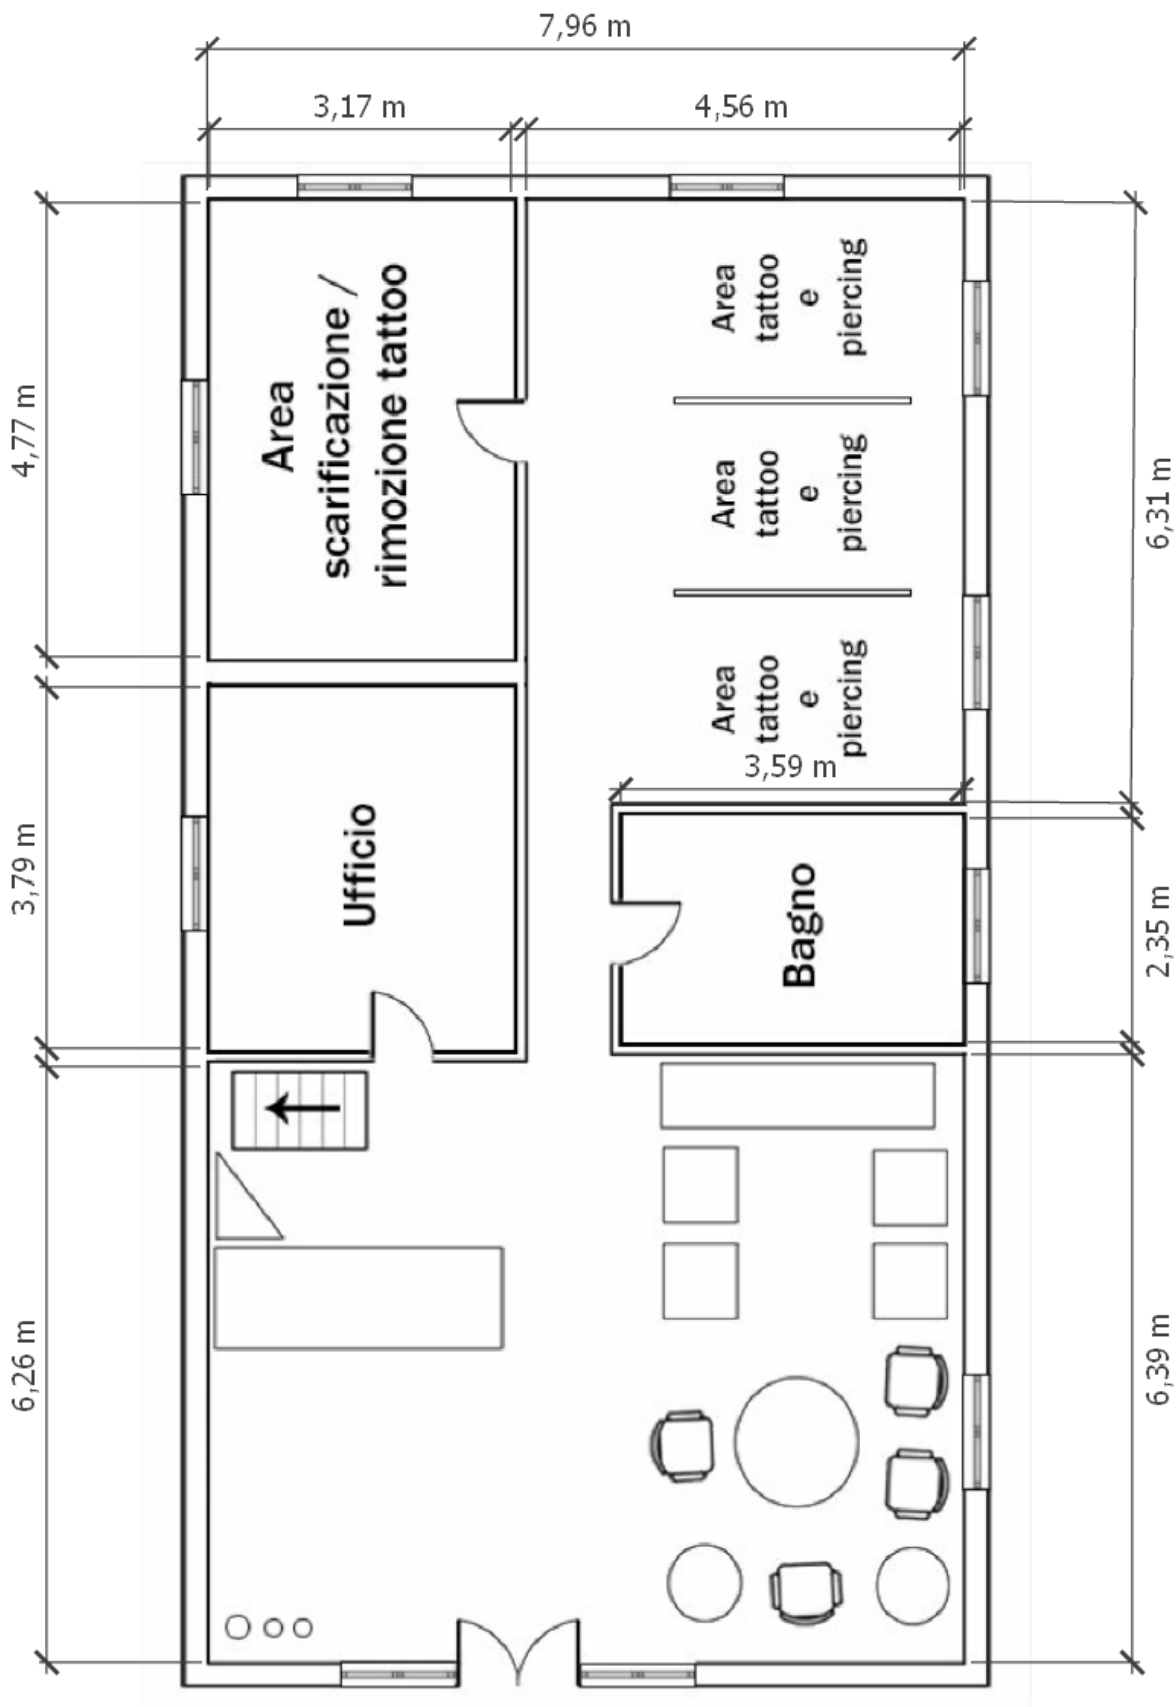 7,96 m
3,17 m
4,56 m
4,77 m
Area
scarificazione /
rimozione tattoo
Area
tattoo
e
piercing
Area
tattoo
e
piercing
Area
tattoo
e
piercing
6,31 m
3,59 m
3,79 m
Ufficio
Bagno
2,35 m
6,26 m
6,39 m